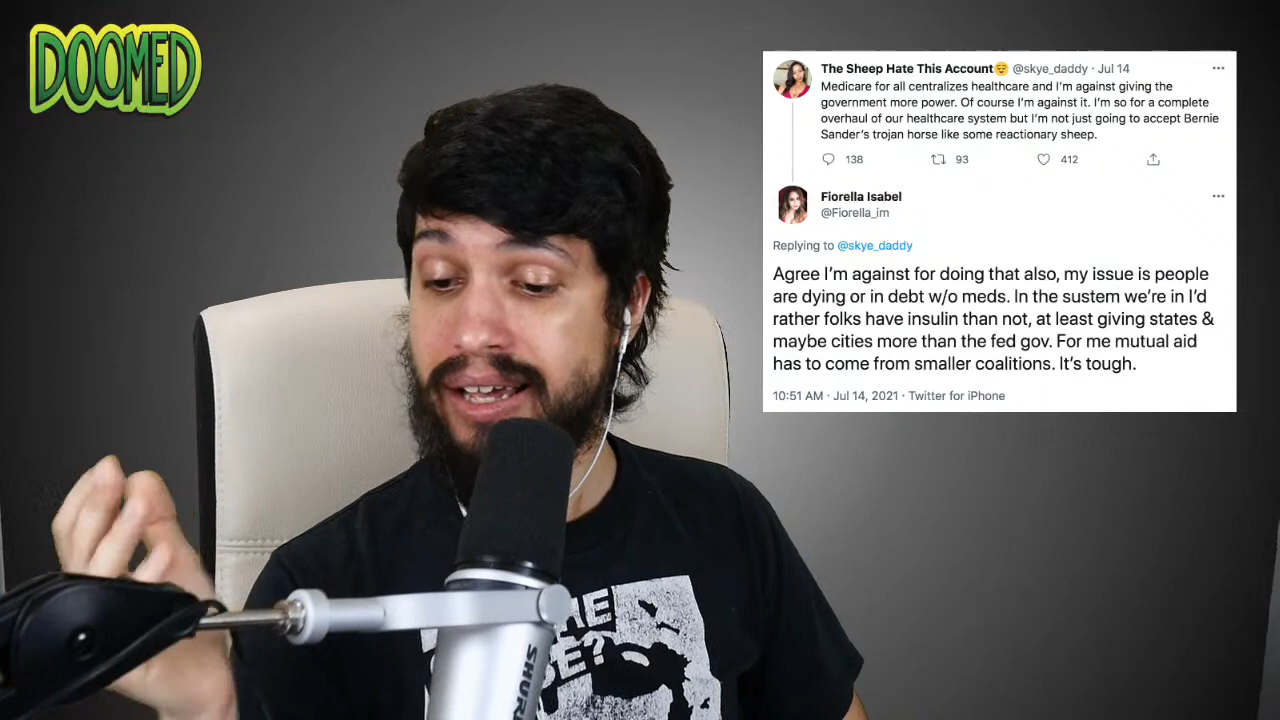 DOOMED
The Sheep Hate This Account😌 @skye_daddy · Jul 14
Medicare for all centralizes healthcare and I'm against giving the
government more power. Of course I'm against it. I'm so for a complete
overhaul of our healthcare system but I'm not just going to accept Bernie
Sander's trojan horse like some reactionary sheep.
138 93 412
Fiorella Isabel
@Fiorella_im
Replying to @skye_daddy
Agree I'm against for doing that also, my issue is people
are dying or in debt w/o meds. In the sustem we're in I'd
rather folks have insulin than not, at least giving states &
maybe cities more than the fed gov. For me mutual aid
has to come from smaller coalitions. It's tough.
10:51 AM · Jul 14, 2021 · Twitter for iPhone
SHURE